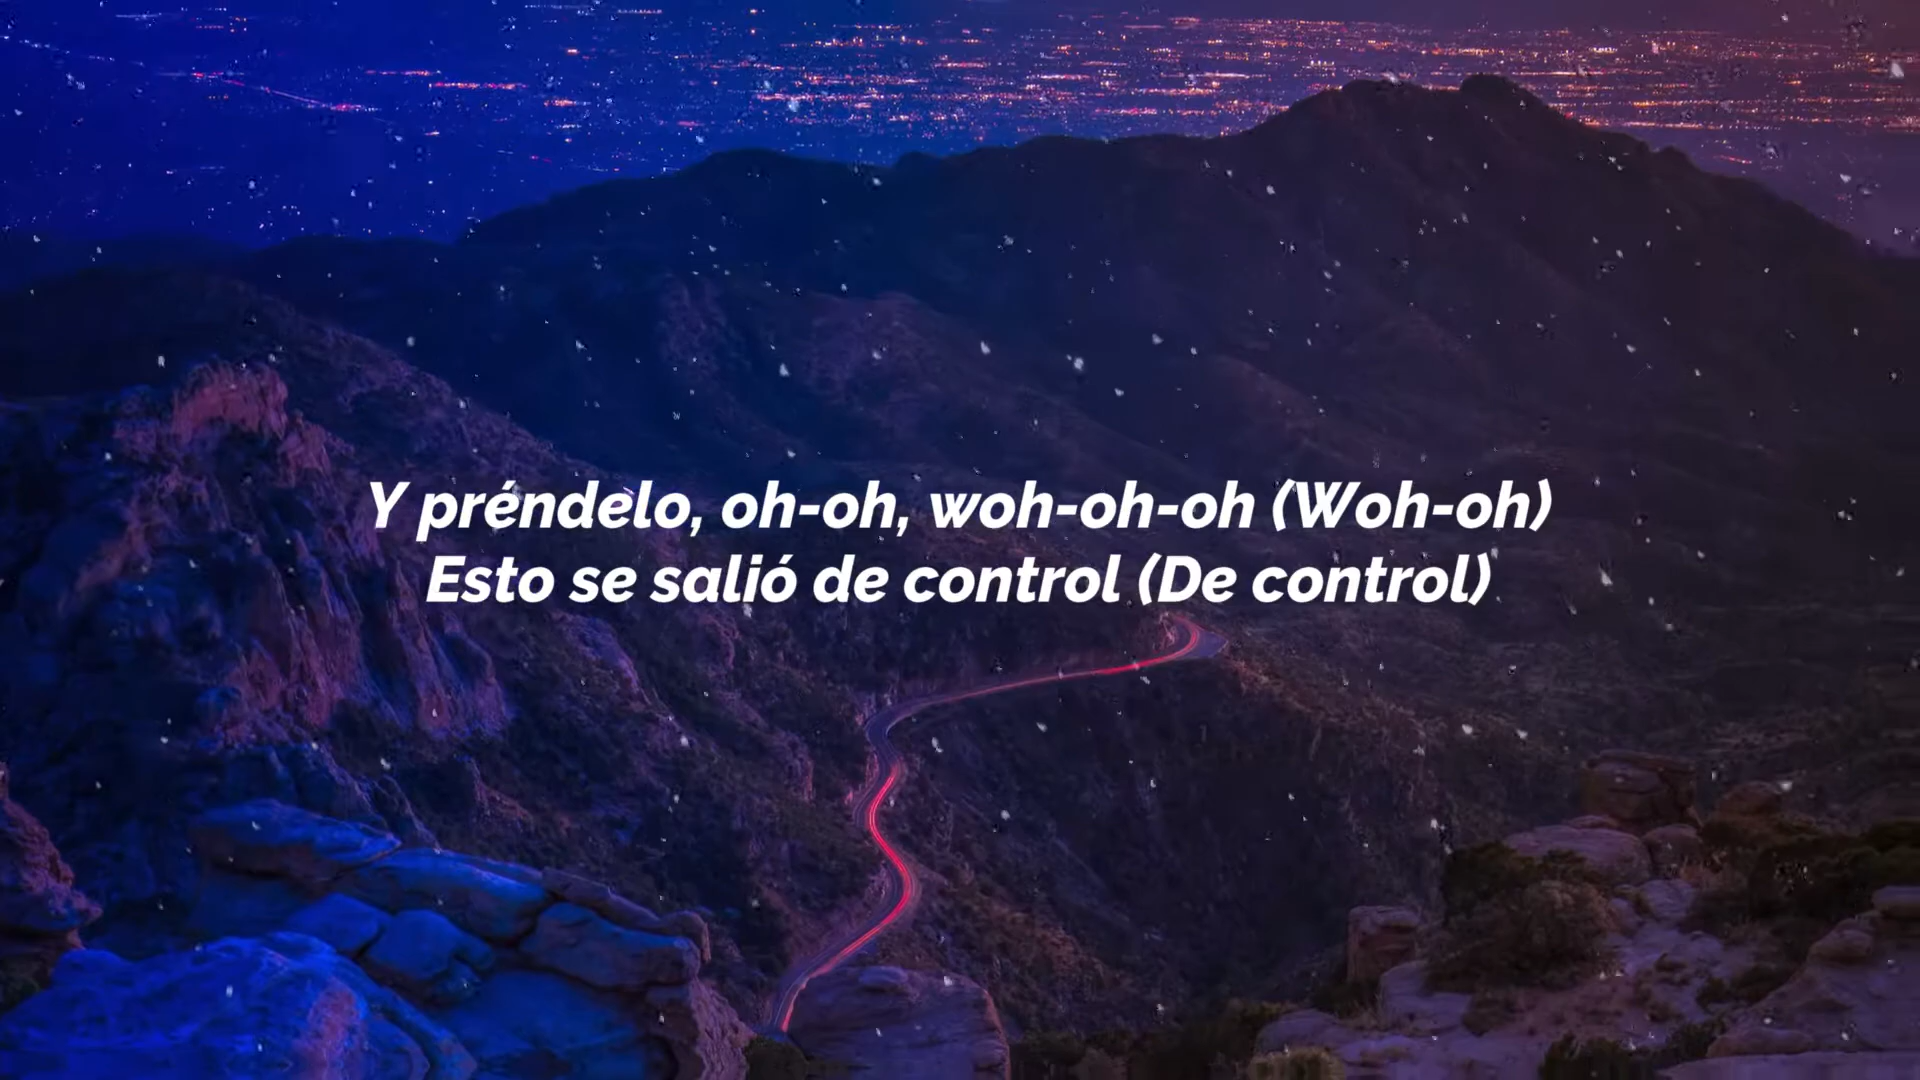 Y préndelo, oh-oh, woh-oh-oh (Woh-oh)
Esto se salió de control (De control)